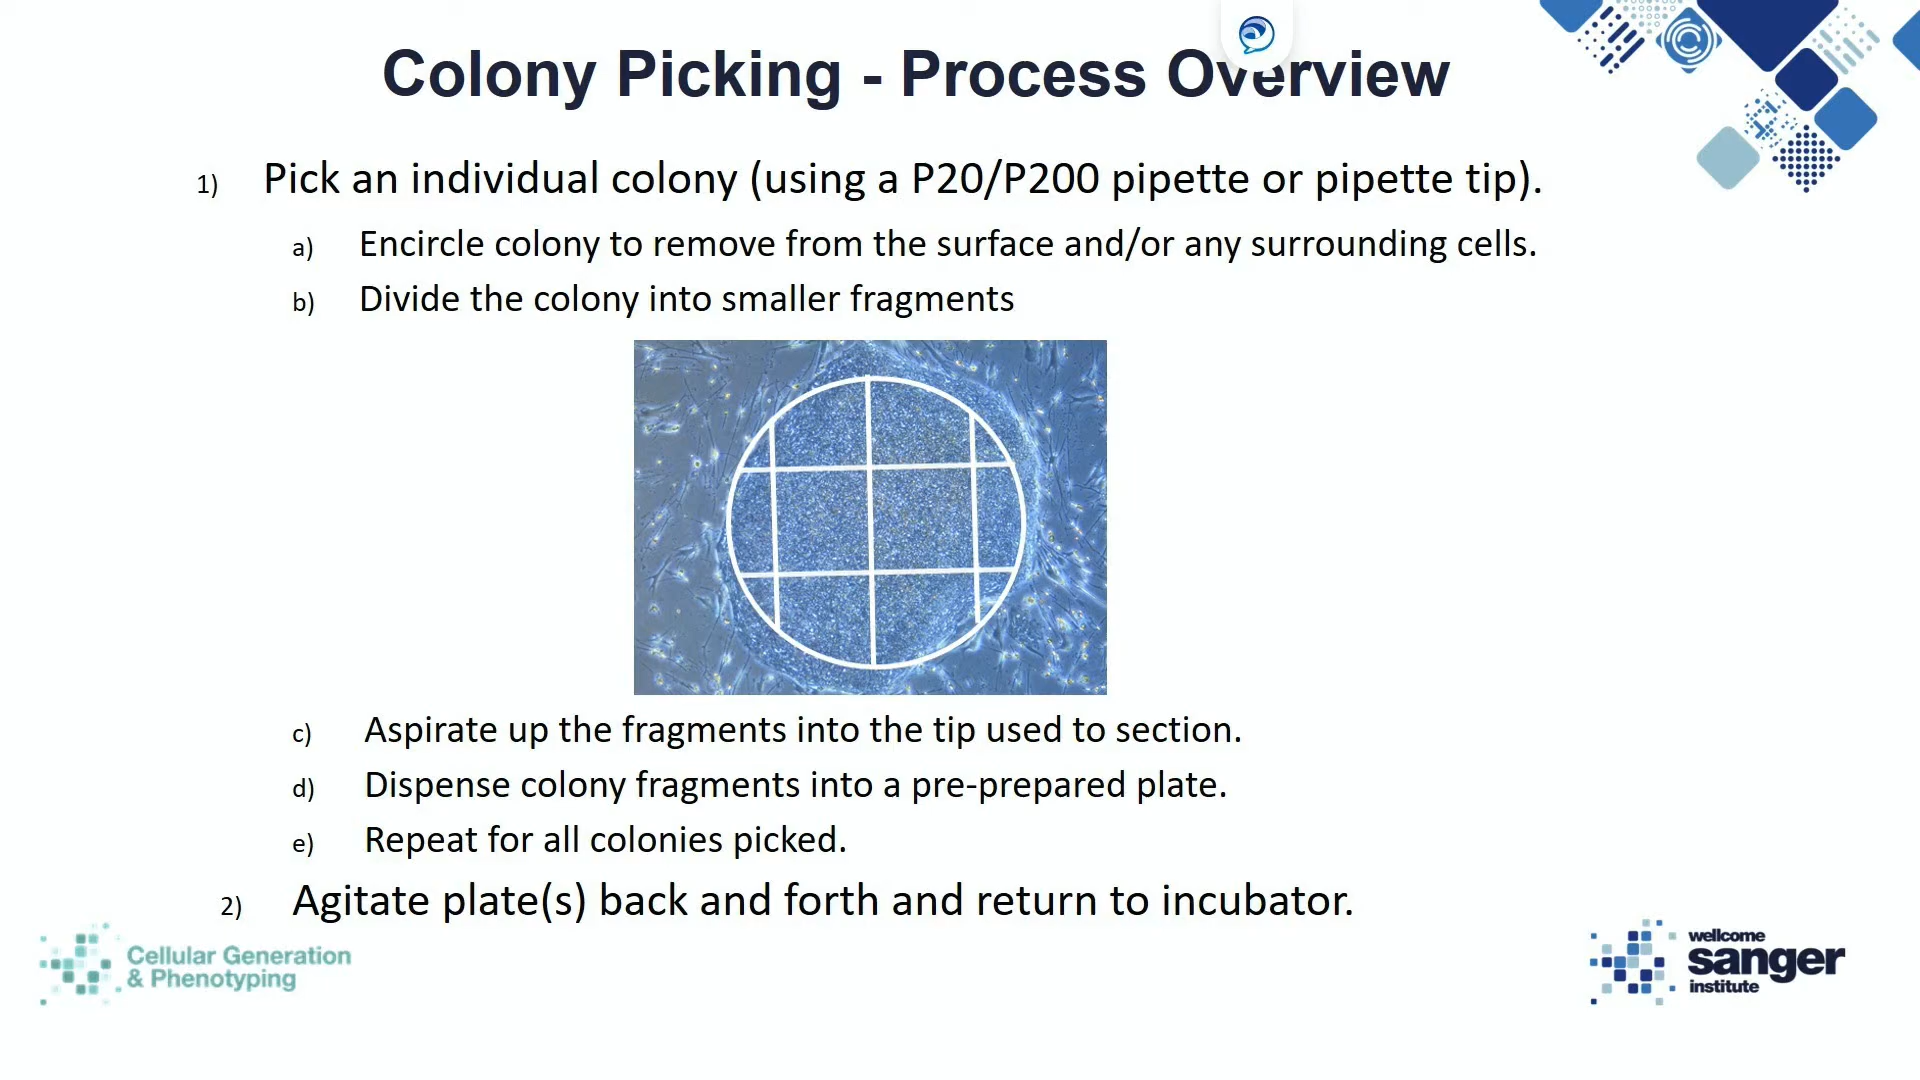 Colony Picking - Process Overview
1) Pick an individual colony (using a P20/P200 pipette or pipette tip).
a) Encircle colony to remove from the surface and/or any surrounding cells.
b) Divide the colony into smaller fragments
c) Aspirate up the fragments into the tip used to section.
d) Dispense colony fragments into a pre-prepared plate.
e) Repeat for all colonies picked.
2) Agitate plate(s) back and forth and return to incubator.
Cellular Generation
& Phenotyping
wellcome
sanger
institute